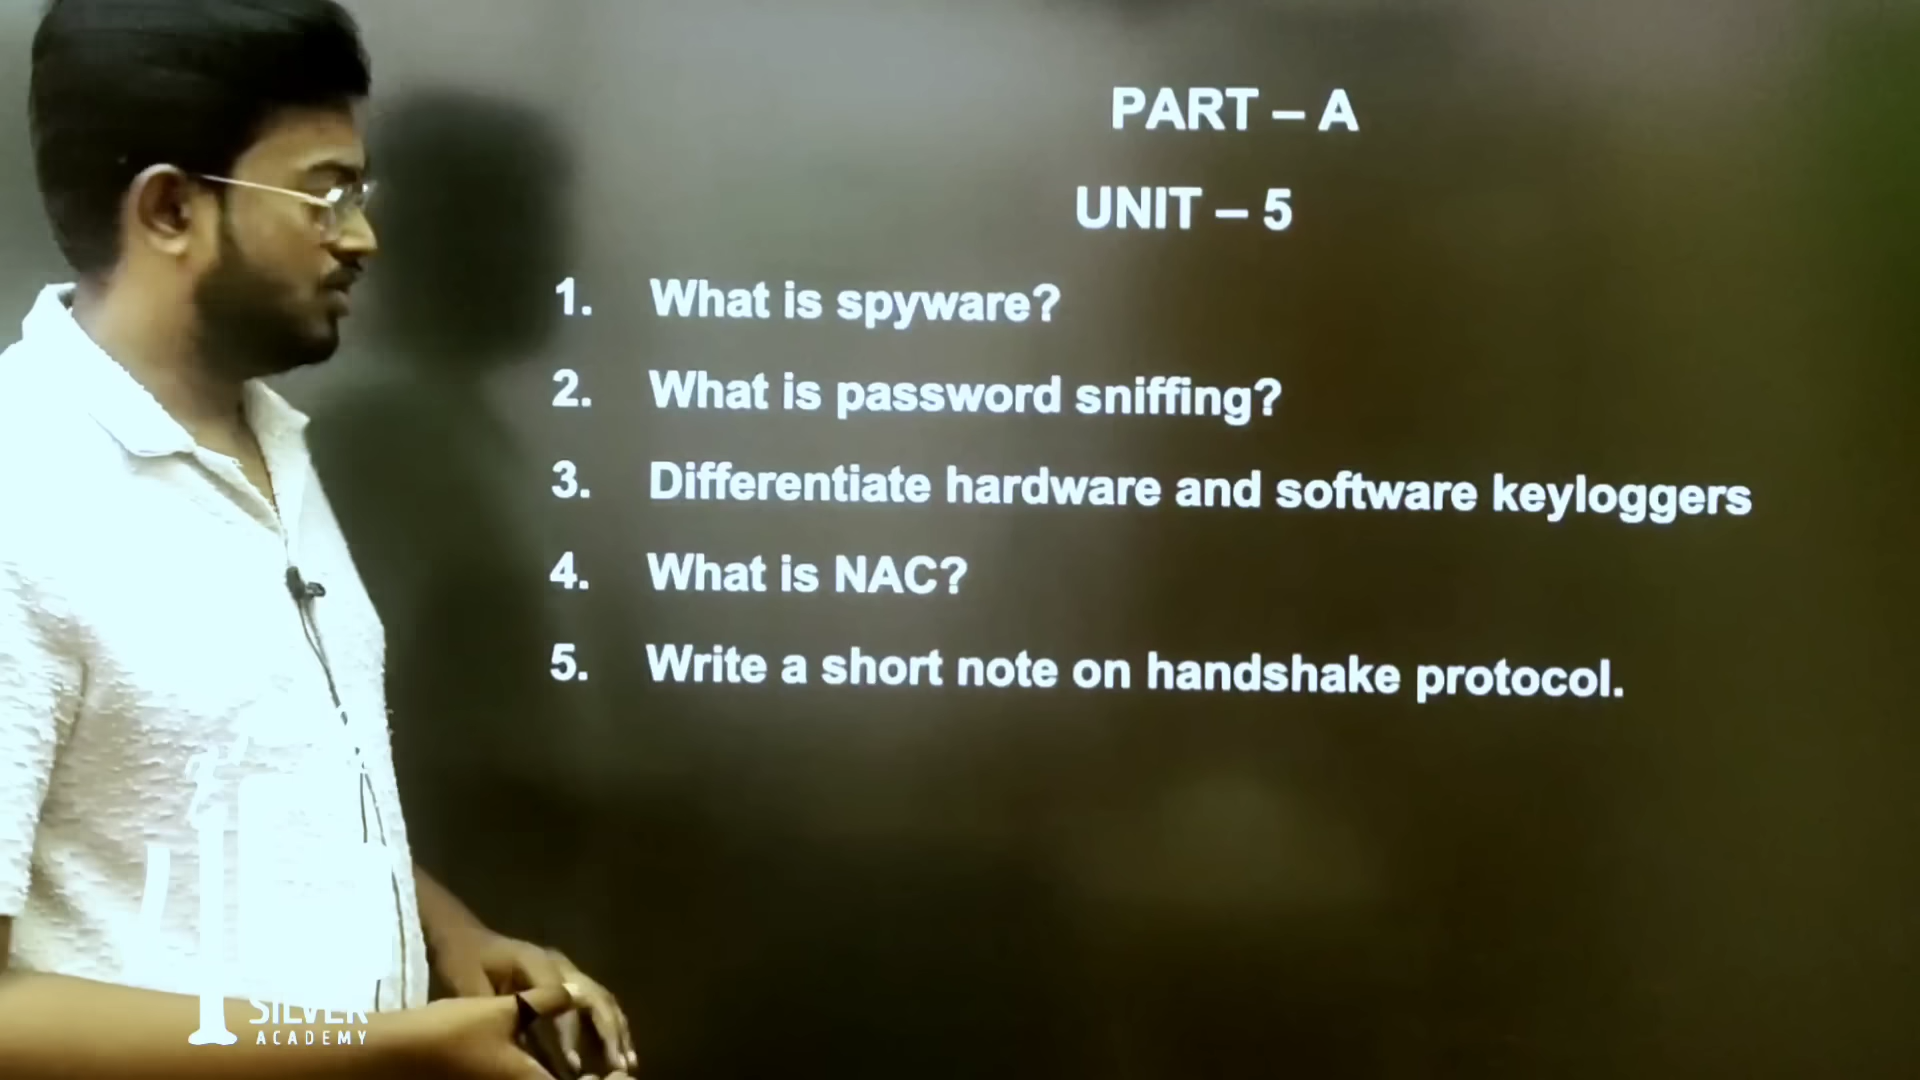 PART – A
UNIT – 5
1. What is spyware?
2. What is password sniffing?
3. Differentiate hardware and software keyloggers
4. What is NAC?
5. Write a short note on handshake protocol.
SILVER
ACADEMY